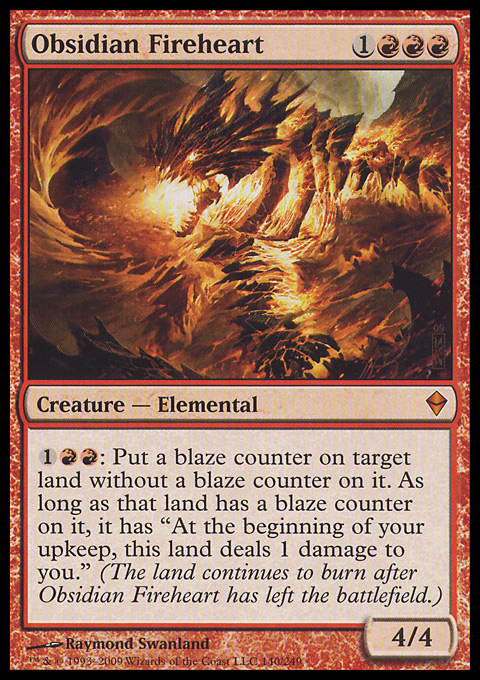 Obsidian Fireheart 1
Creature — Elemental
1: Put a blaze counter on target
land without a blaze counter on it. As
long as that land has a blaze counter
on it, it has “At the beginning of your
upkeep, this land deals 1 damage to
you.” (The land continues to burn after
Obsidian Fireheart has left the battlefield.)
Raymond Swanland
4/4
™ & © 1993–2009 Wizards of the Coast LLC 140/249